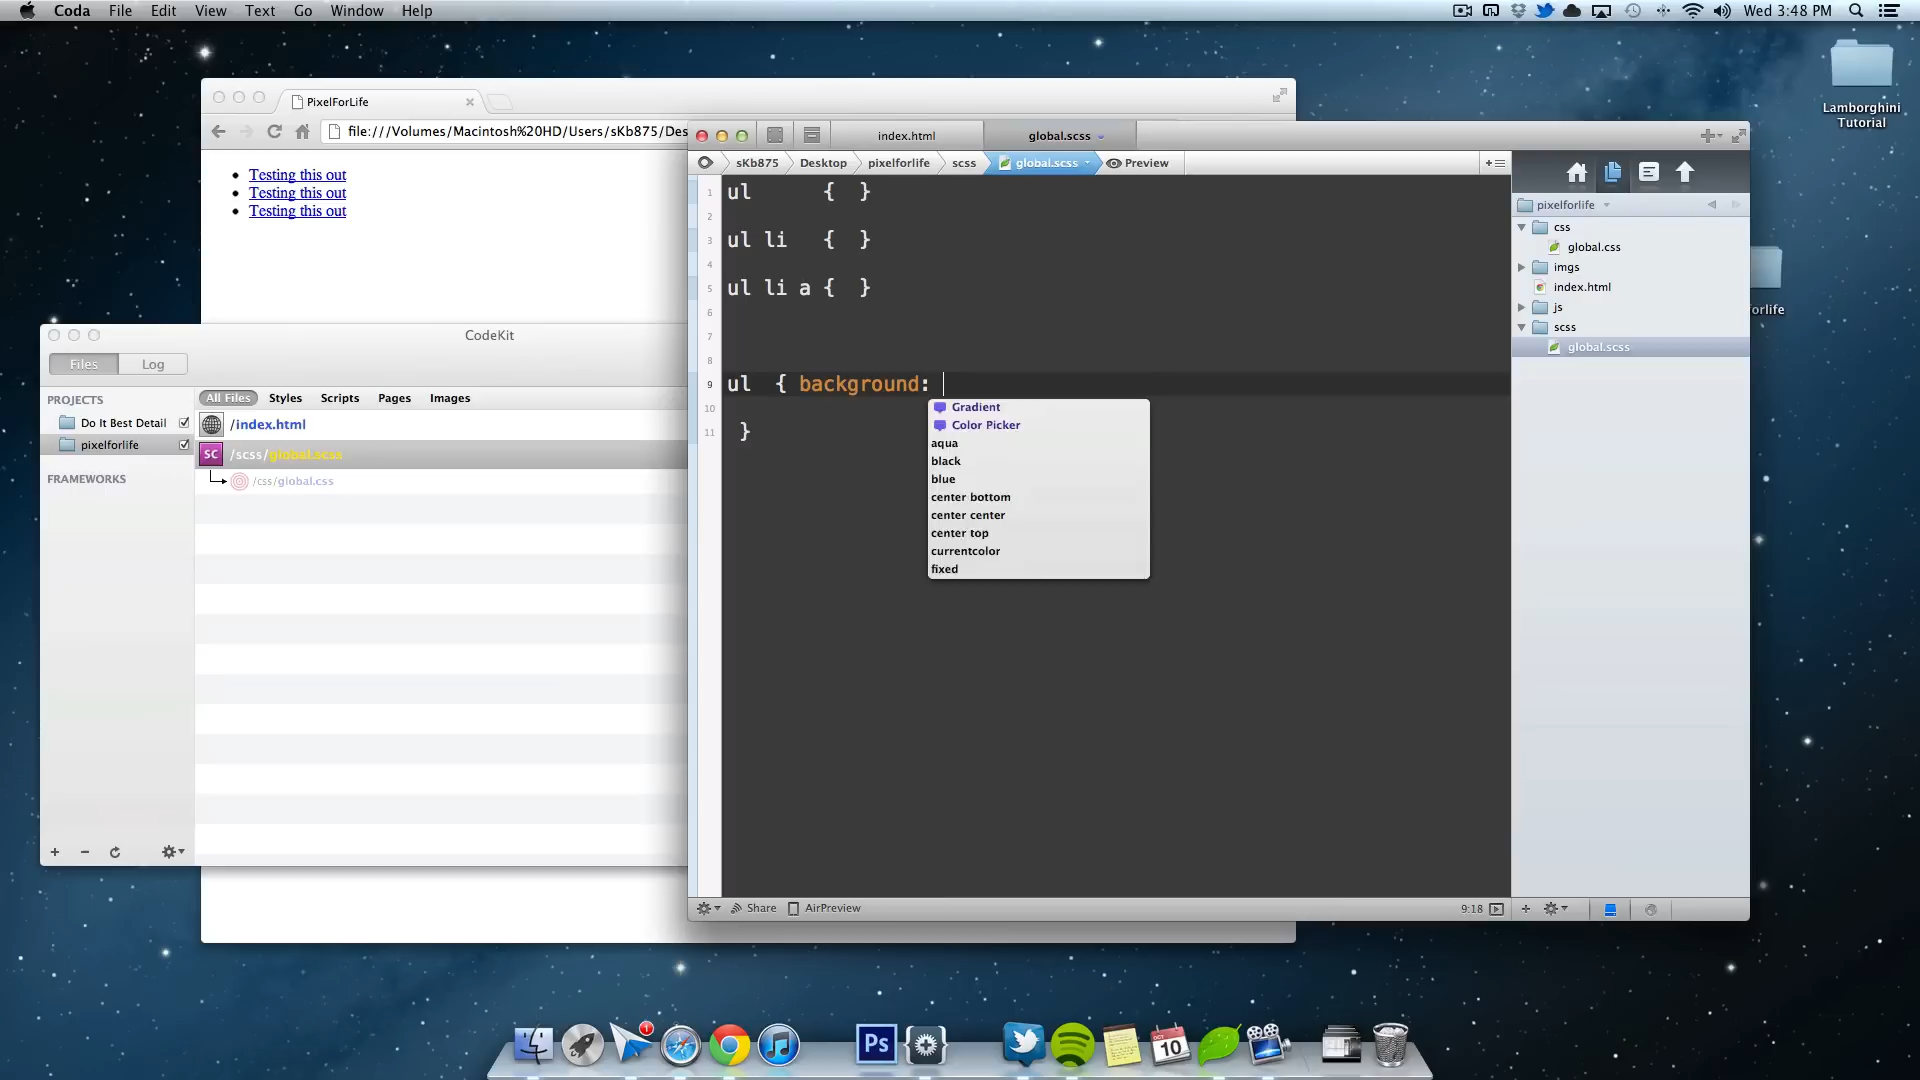 Coda File Edit View Text Go Window Help
Wed 3:48 PM
Lamborghini
Tutorial
PixelForLife
file:///Volumes/Macintosh%20HD/Users/sKb875/Des
Testing this out
Testing this out
Testing this out
index.html
global.scss
sKb875 Desktop pixelforlife scss global.scss Preview
1 ul { }
2
3 ul li { }
4
5 ul li a { }
6
7
8
9 ul { background:
10
11 }
Gradient
Color Picker
aqua
black
blue
center bottom
center center
center top
currentcolor
fixed
Share AirPreview 9:18
pixelforlife
css
global.css
imgs
index.html
js
scss
global.scss
orlife
CodeKit
Files Log
PROJECTS
Do It Best Detail
pixelforlife
FRAMEWORKS
All Files Styles Scripts Pages Images
/index.html
SC /scss/global.scss
/css/global.css
1
Ps
OCT
10